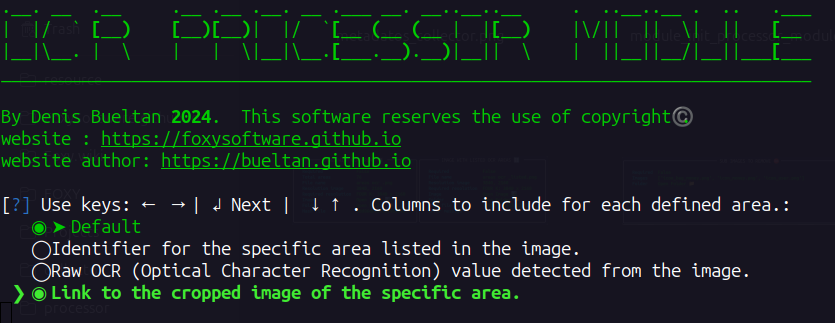 OCR PROCESSOR MODULE
By Denis Bueltan 2024.  This software reserves the use of copyright©
website : https://foxysoftware.github.io
website author: https://bueltan.github.io
[?] Use keys: ← →| ↲ Next | ↓ ↑ . Columns to include for each defined area.:
◉ ➤ Default
◯Identifier for the specific area listed in the image.
◯Raw OCR (Optical Character Recognition) value detected from the image.
❯ ◉ Link to the cropped image of the specific area.
processor